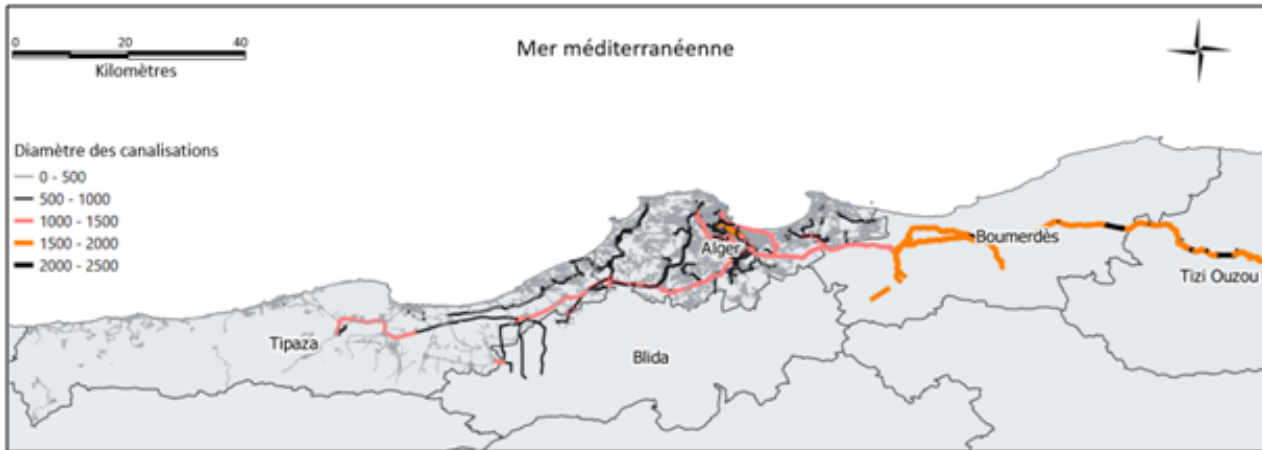 0 20 40
Kilomètres
Mer méditerranéenne
Diamètre des canalisations
0 - 500
500 - 1000
1000 - 1500
1500 - 2000
2000 - 2500
Alger
Boumerdès
Tizi Ouzou
Tipaza
Blida